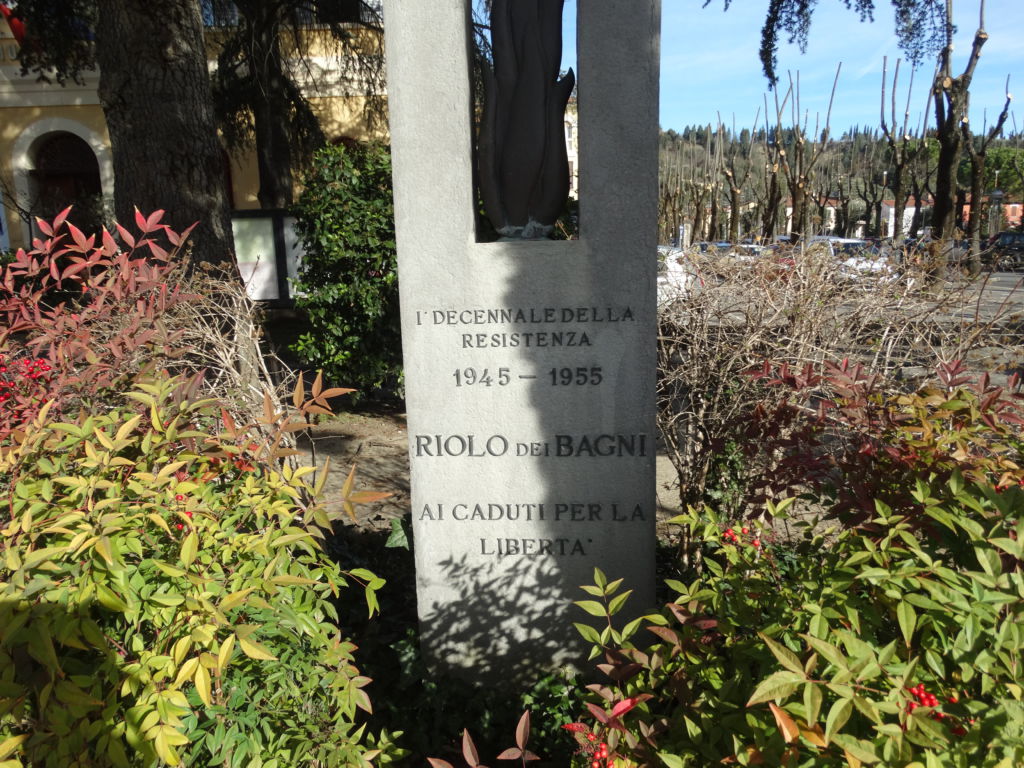 I° DECENNALE DELLA
RESISTENZA
1945 – 1955
RIOLO DEI BAGNI
AI CADUTI PER LA
LIBERTA'